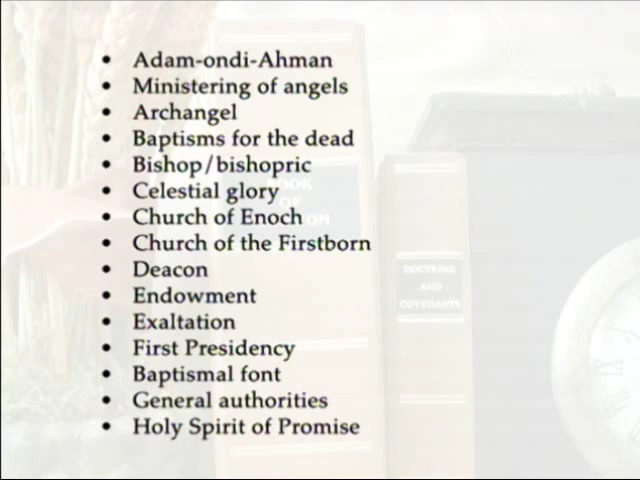 • Adam-ondi-Ahman
• Ministering of angels
• Archangel
• Baptisms for the dead
• Bishop/bishopric
• Celestial glory
• Church of Enoch
• Church of the Firstborn
• Deacon
• Endowment
• Exaltation
• First Presidency
• Baptismal font
• General authorities
• Holy Spirit of Promise
BOOK
OF
DOCTRINE
AND
COVENANTS